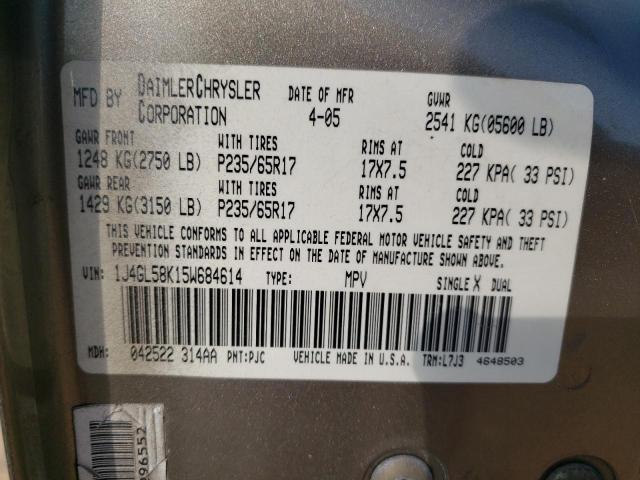 MFD BY DAIMLERCHRYSLER CORPORATION DATE OF MFR 4-05 GVWR 2541 KG(05600 LB)
GAWR FRONT WITH TIRES RIMS AT COLD
1248 KG(2750 LB) P235/65R17 17X7.5 227 KPA( 33 PSI)
GAWR REAR WITH TIRES RIMS AT COLD
1429 KG(3150 LB) P235/65R17 17X7.5 227 KPA( 33 PSI)
THIS VEHICLE CONFORMS TO ALL APPLICABLE FEDERAL MOTOR VEHICLE SAFETY AND THEFT
PREVENTION STANDARDS IN EFFECT ON THE DATE OF MANUFACTURE SHOWN ABOVE.
VIN: 1J4GL58K15W684614 TYPE: MPV SINGLE X DUAL
MDH: 042522 314AA PNT:PJC VEHICLE MADE IN U.S.A. TRM:L7J3 4648503
96552